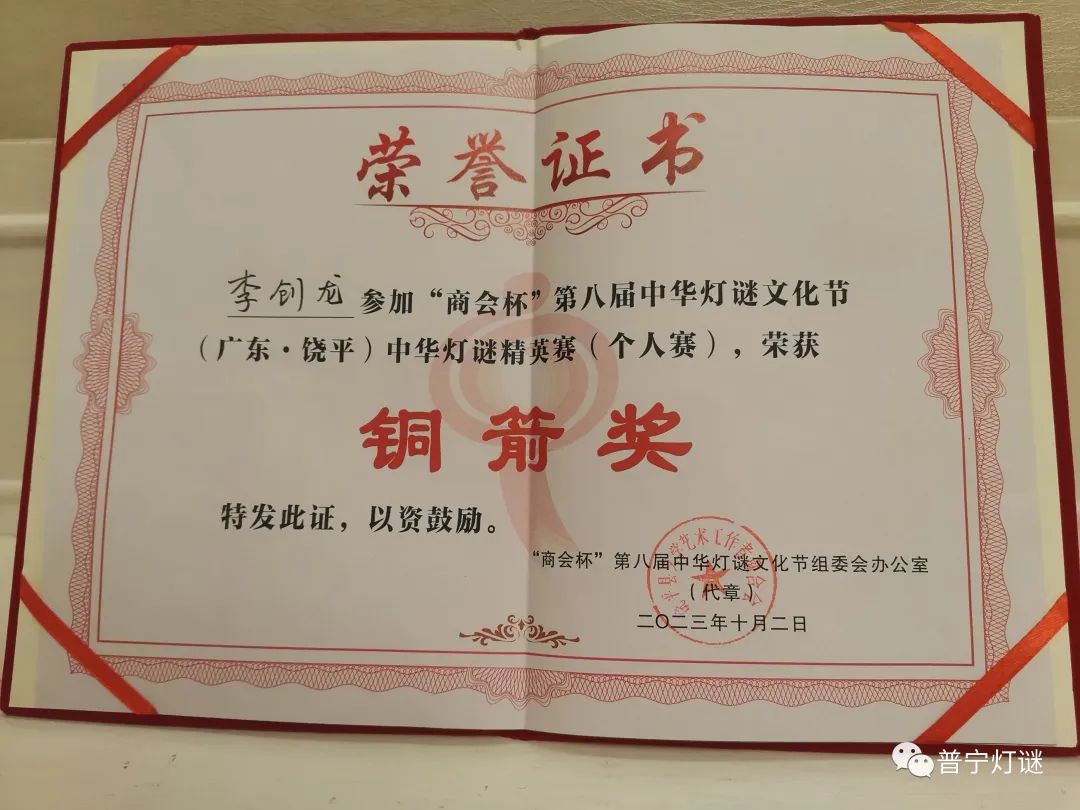 荣誉证书
李创龙 参加“商会杯”第八届中华灯谜文化节
（广东·饶平）中华灯谜精英赛（个人赛），荣获
铜箭奖
特发此证，以资鼓励。
“商会杯”第八届中华灯谜文化节组委会办公室
（代章）
二〇二三年十月二日
普宁灯谜